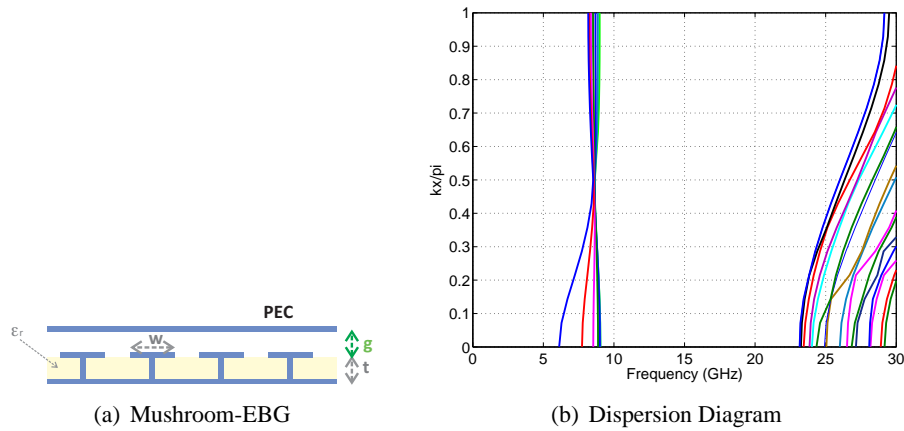 PEC
εr
w
g
t
(a) Mushroom-EBG
kx/pi
1
0.9
0.8
0.7
0.6
0.5
0.4
0.3
0.2
0.1
0
0 5 10 15 20 25 30
Frequency (GHz)
(b) Dispersion Diagram